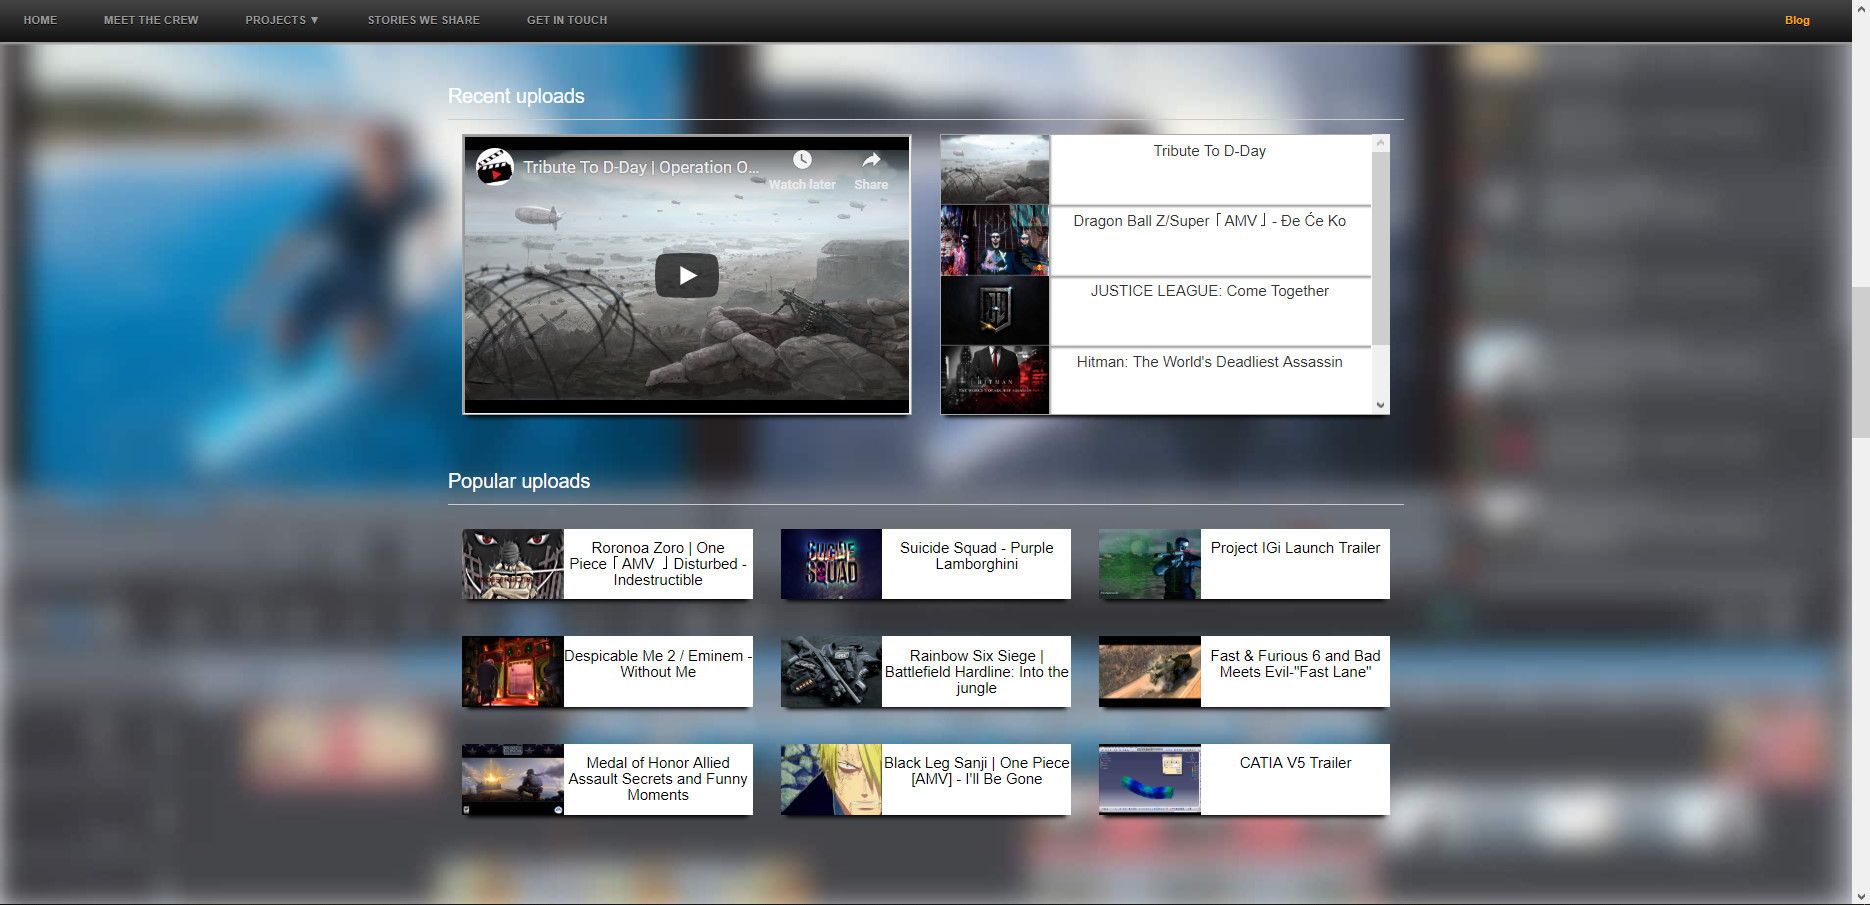 HOME
MEET THE CREW
PROJECTS ▼
STORIES WE SHARE
GET IN TOUCH
Blog
Recent uploads
Tribute To D-Day | Operation O...
Watch later
Share
Tribute To D-Day
Dragon Ball Z/Super「AMV」- Đe Će Ko
JUSTICE LEAGUE: Come Together
HITMAN
Hitman: The World's Deadliest Assassin
Popular uploads
Roronoa Zoro | One
Piece「AMV 」Disturbed -
Indestructible
SUICIDE
SQUAD
Suicide Squad - Purple
Lamborghini
Project IGi Launch Trailer
Despicable Me 2 / Eminem -
Without Me
Rainbow Six Siege |
Battlefield Hardline: Into the
jungle
Fast & Furious 6 and Bad
Meets Evil-"Fast Lane"
Medal of Honor Allied
Assault Secrets and Funny
Moments
Black Leg Sanji | One Piece
[AMV] - I'll Be Gone
CATIA V5 Trailer